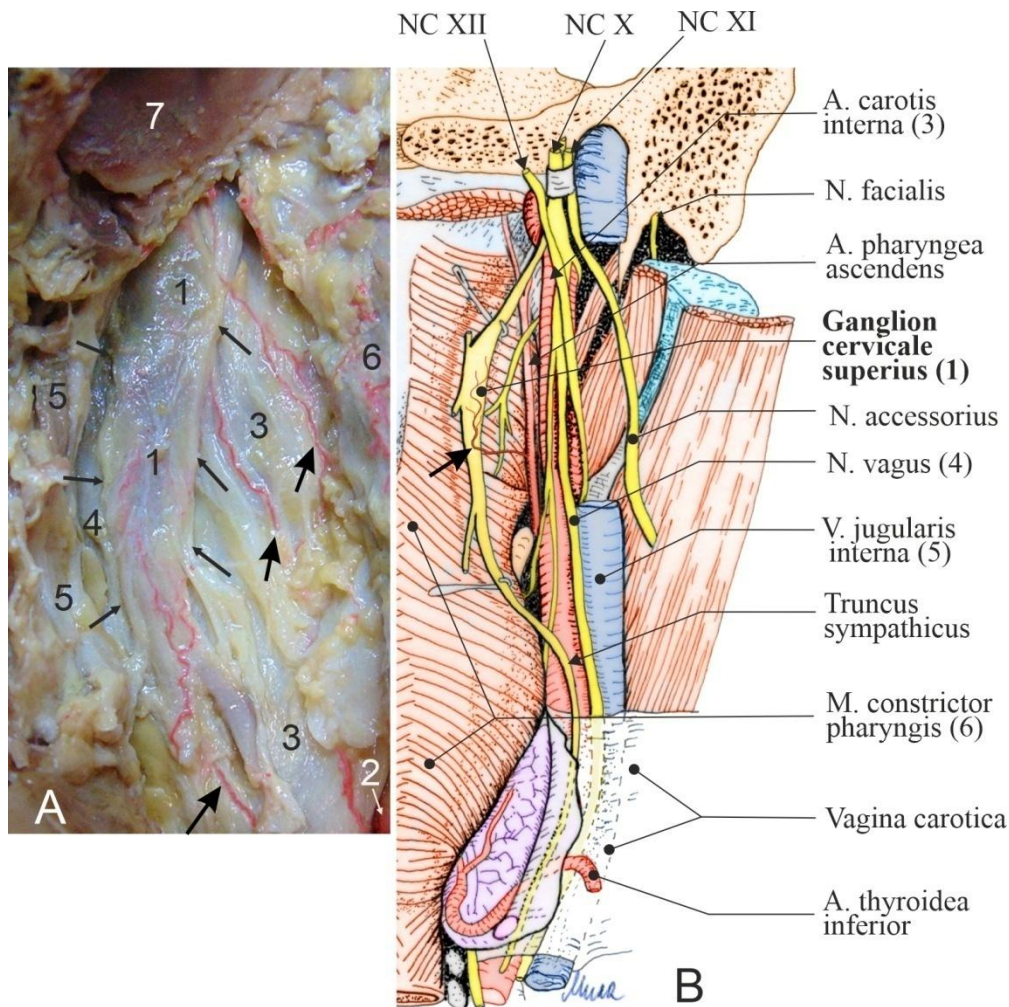 NC XII
NC X
NC XI
7
1
5
6
3
1
4
5
3
2
A
A. carotis
interna (3)
N. facialis
A. pharyngea
ascendens
Ganglion
cervicale
superius (1)
N. accessorius
N. vagus (4)
V. jugularis
interna (5)
Truncus
sympathicus
M. constrictor
pharyngis (6)
Vagina carotica
A. thyroidea
inferior
B